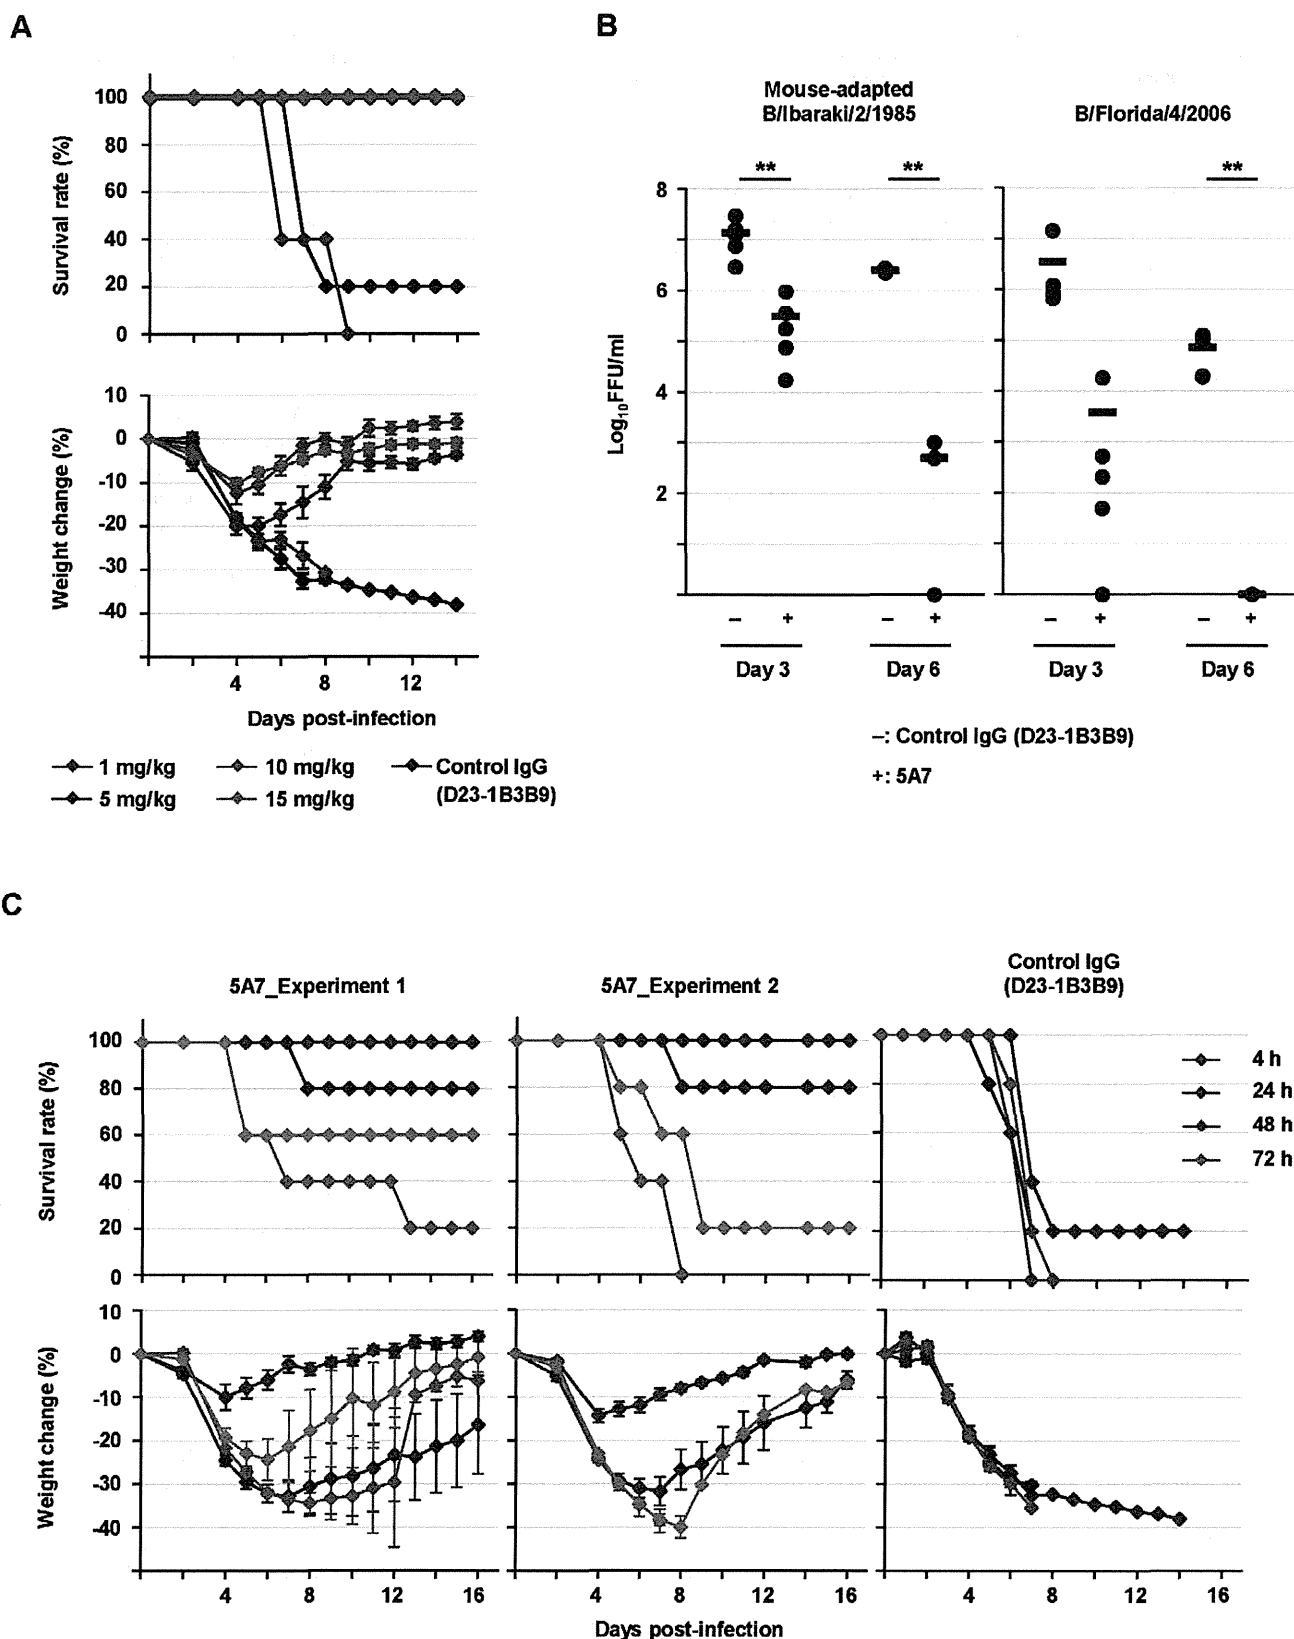 A
Survival rate (%)
100
80
60
40
20
0
Weight change (%)
10
0
-10
-20
-30
-40
4 8 12
Days post-infection
1 mg/kg 10 mg/kg Control IgG
5 mg/kg 15 mg/kg (D23-1B3B9)
B
Mouse-adapted
B/Ibaraki/2/1985 B/Florida/4/2006
** ** **
Log10FFU/ml
8
6
4
2
– + – + – + – +
Day 3 Day 6 Day 3 Day 6
–: Control IgG (D23-1B3B9)
+: 5A7
C
5A7_Experiment 1 5A7_Experiment 2 Control IgG
(D23-1B3B9)
Survival rate (%)
100
80
60
40
20
0
4 h
24 h
48 h
72 h
Weight change (%)
10
0
-10
-20
-30
-40
4 8 12 16 4 8 12 16 4 8 12 16
Days post-infection